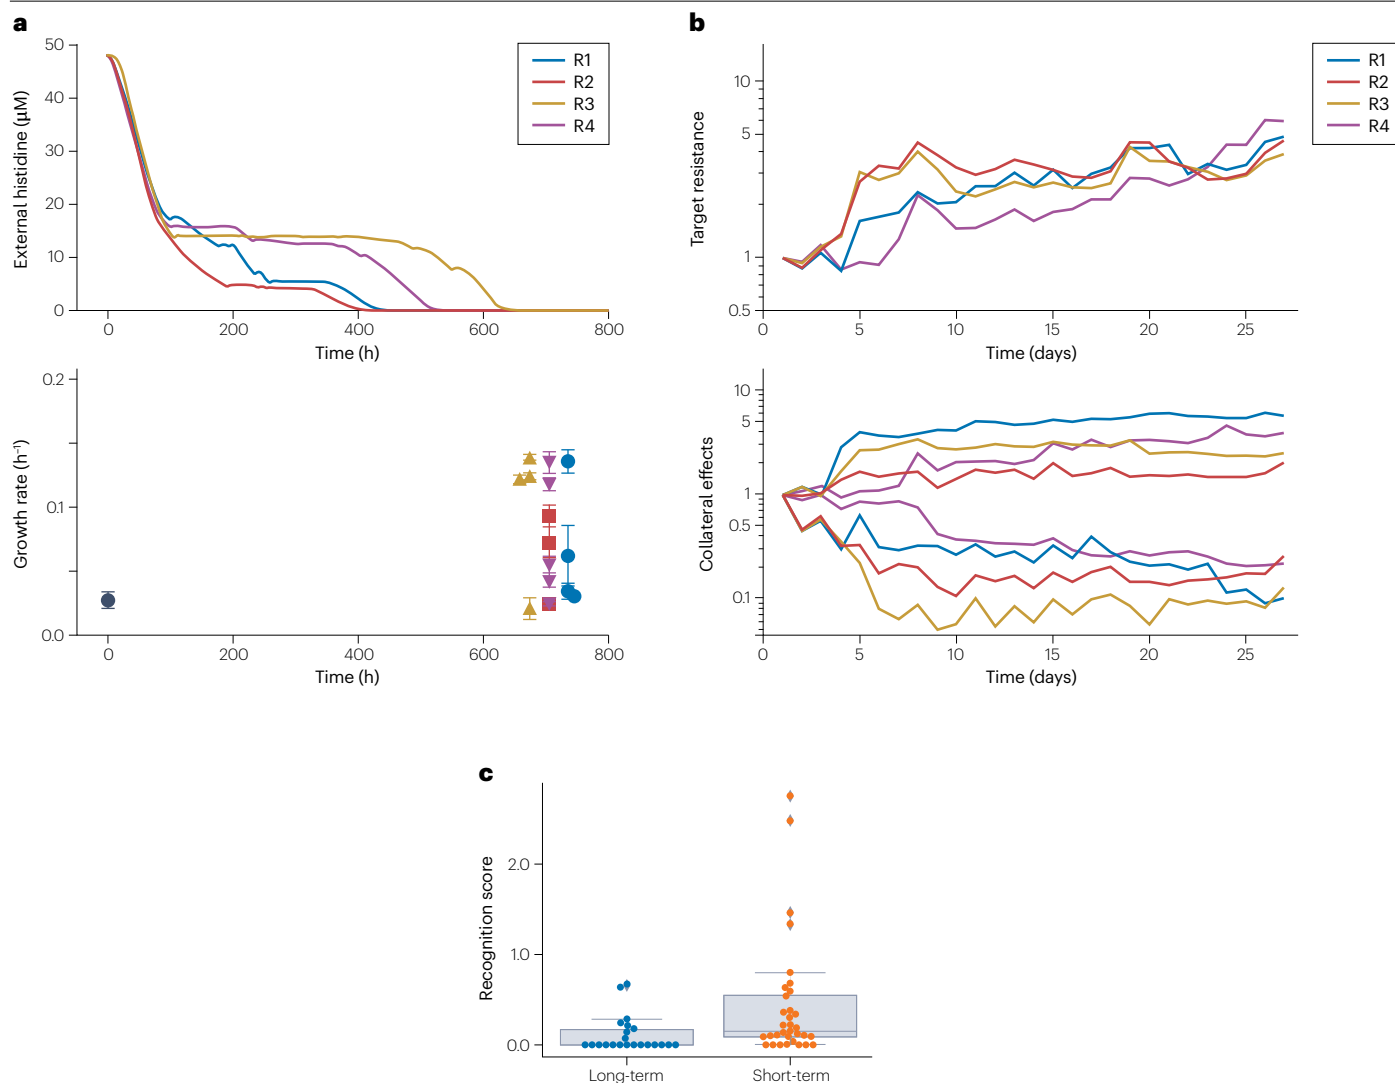 a
External histidine (µM)
50
40
30
20
10
0
0 200 400 600 800
Time (h)
R1
R2
R3
R4
Growth rate (h⁻¹)
0.2
0.1
0.0
0 200 400 600 800
Time (h)
b
Target resistance
10
5
1
0.5
0 5 10 15 20 25
Time (days)
R1
R2
R3
R4
Collateral effects
10
5
1
0.5
0.1
0 5 10 15 20 25
Time (days)
c
Recognition score
2.0
1.0
0.0
Long-term Short-term